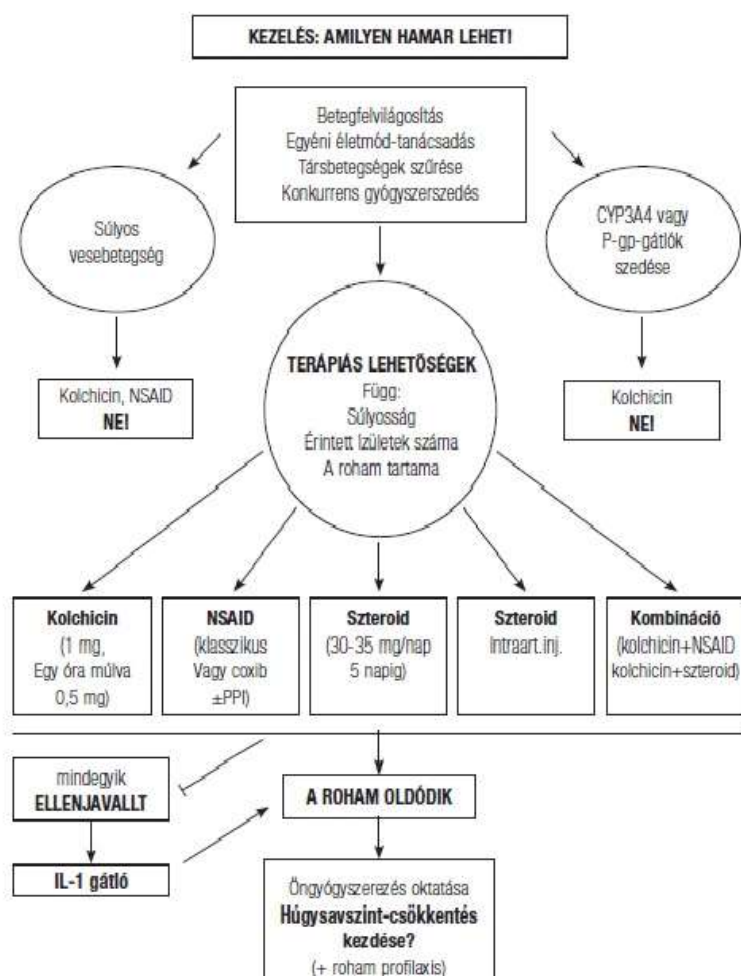 KEZELÉS: AMILYEN HAMAR LEHET!
Betegfelvilágosítás
Egyéni életmód-tanácsadás
Társbetegségek szűrése
Konkurrens gyógyszerszedés
Súlyos
vesebetegség
CYP3A4 vagy
P-gp-gátlók
szedése
Kolchicin, NSAID
NE!
TERÁPIÁS LEHETŐSÉGEK
Függ:
Súlyosság
Érintett Izületek száma
A roham tartama
Kolchicin
NE!
Kolchicin
(1 mg,
Egy óra múlva
0,5 mg)
NSAID
(klasszikus
Vagy coxib
±PPI)
Szteroid
(30-35 mg/nap
5 napig)
Szteroid
Intraart.inj.
Kombináció
(kolchicin+NSAID
kolchicin+szteroid)
mindegyik
ELLENJAVALLT
IL-1 gátló
A ROHAM OLDÓDIK
Öngyógyszerezés oktatása
Húgysavszint-csökkentés
kezdése?
(+ roham profilaxis)